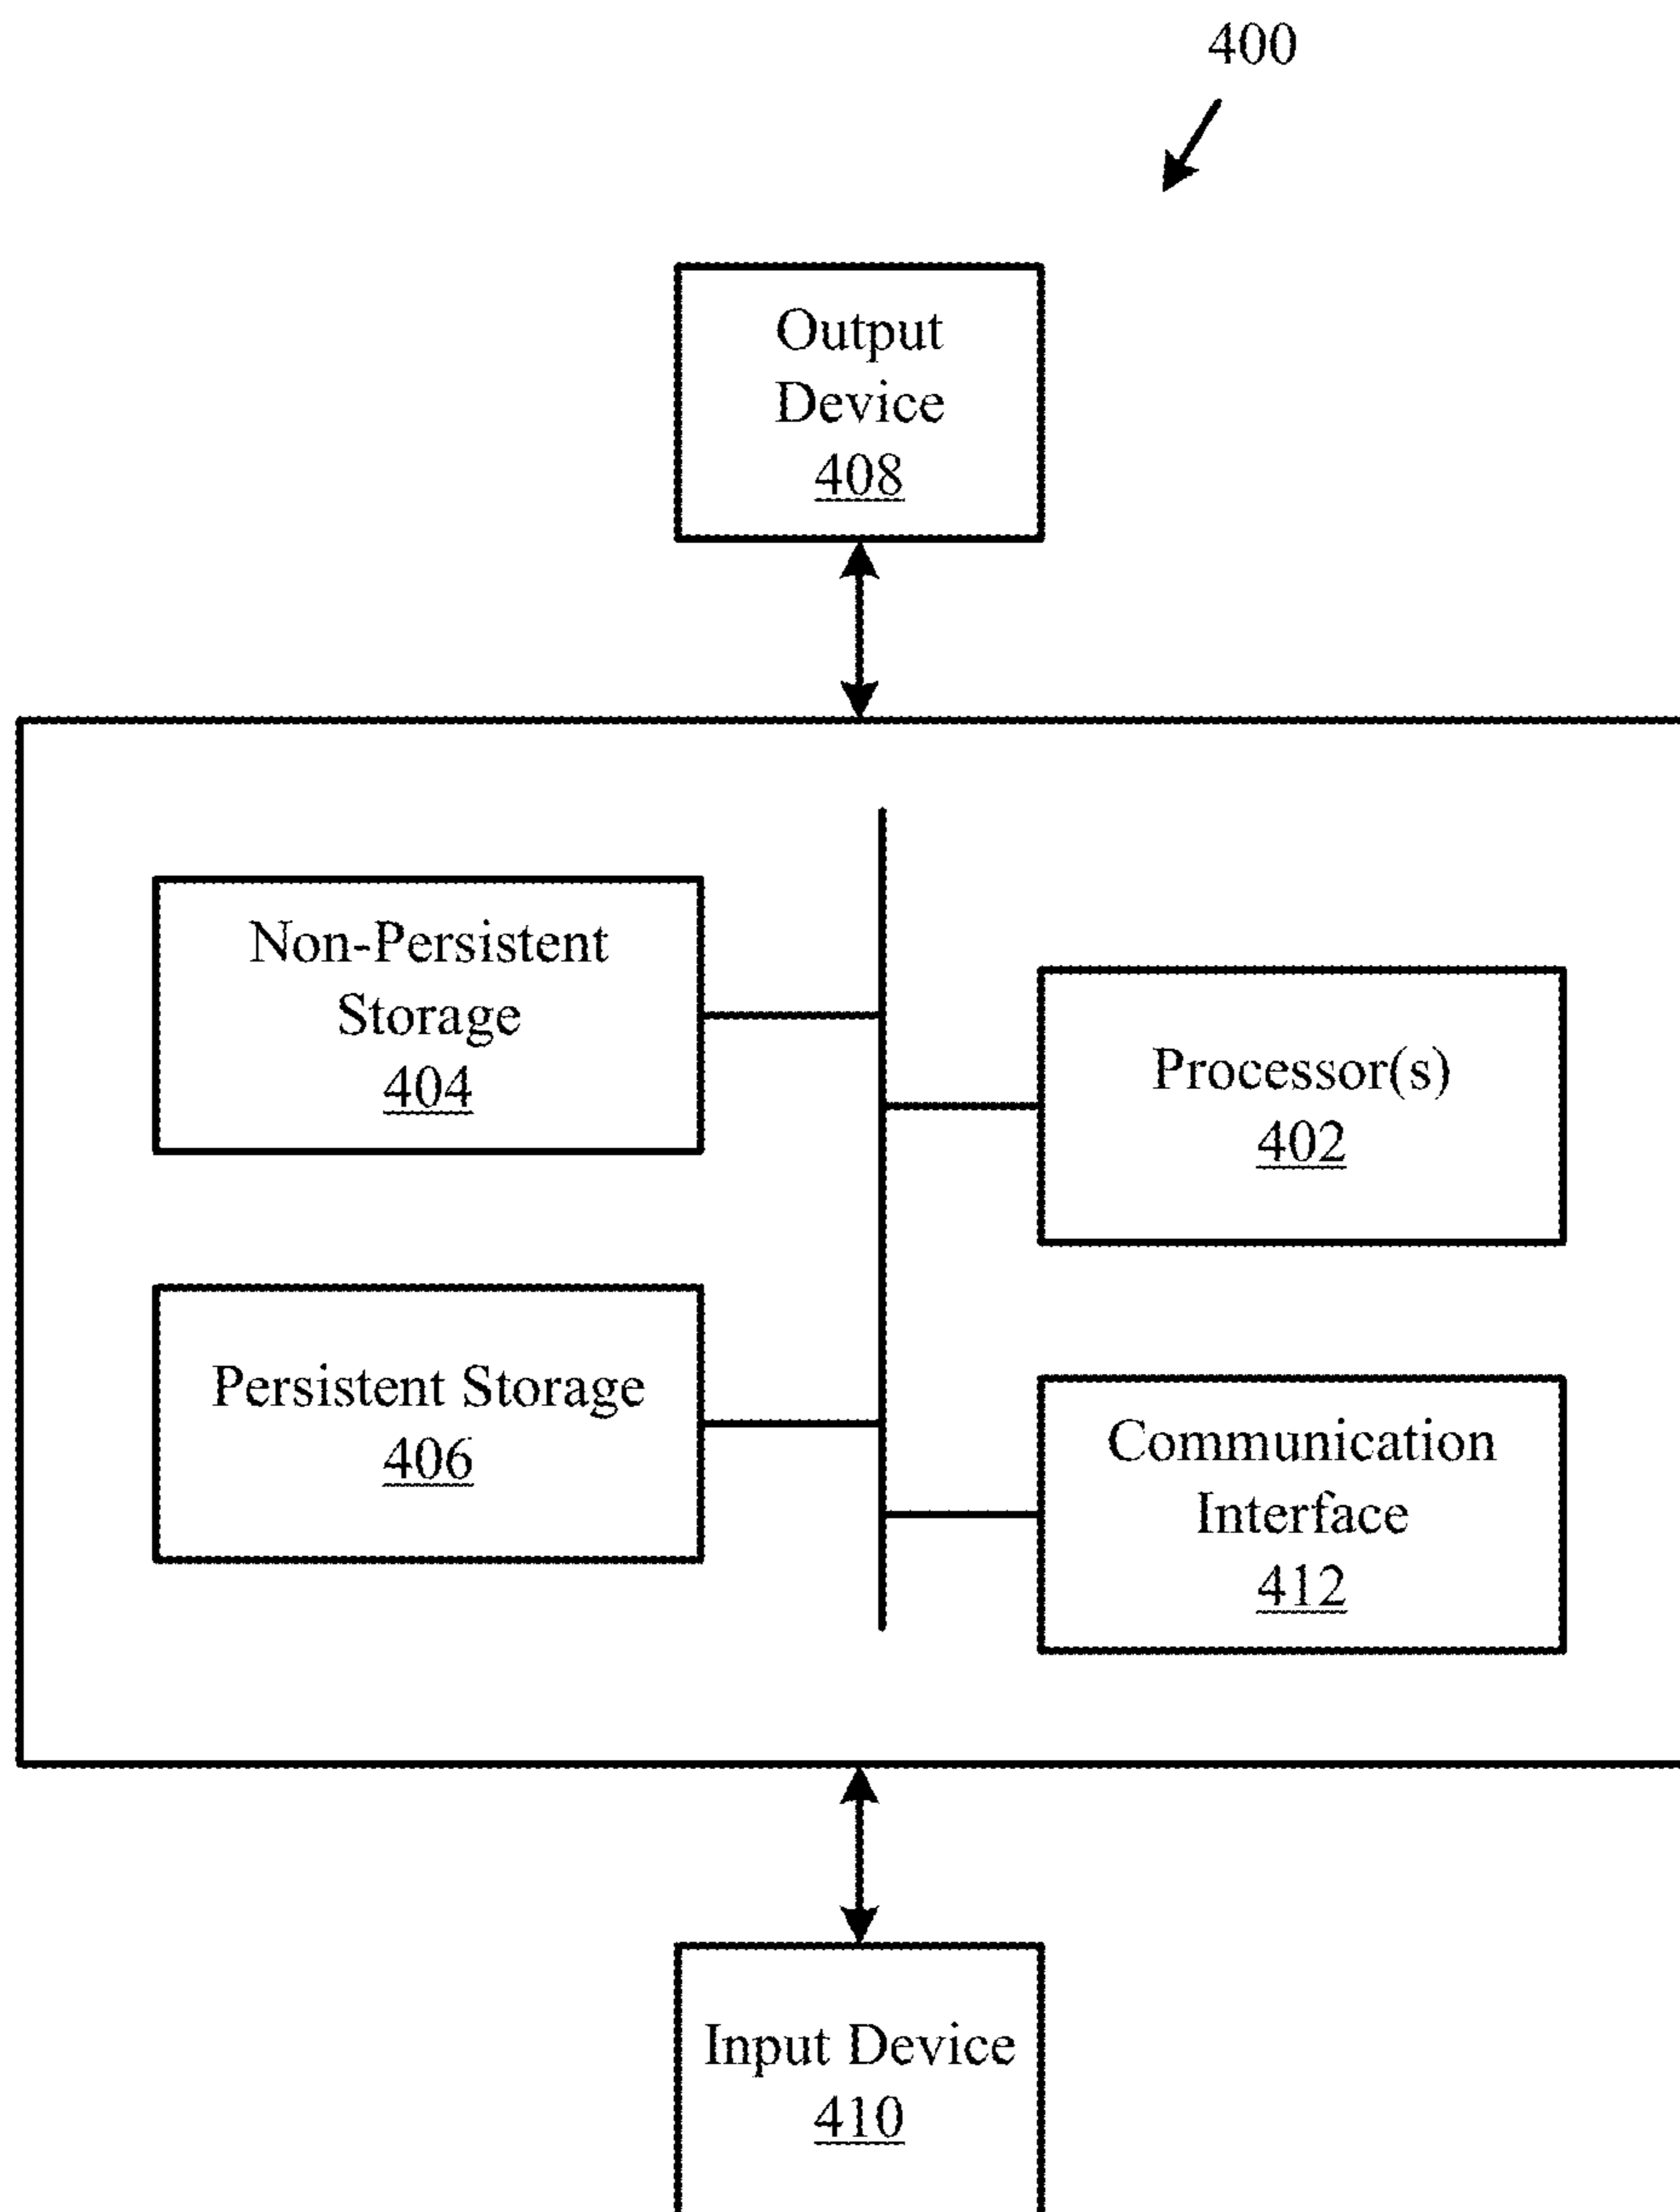 400
Output
Device
408
Non-Persistent
Storage
404
Processor(s)
402
Persistent Storage
406
Communication
Interface
412
Input Device
410